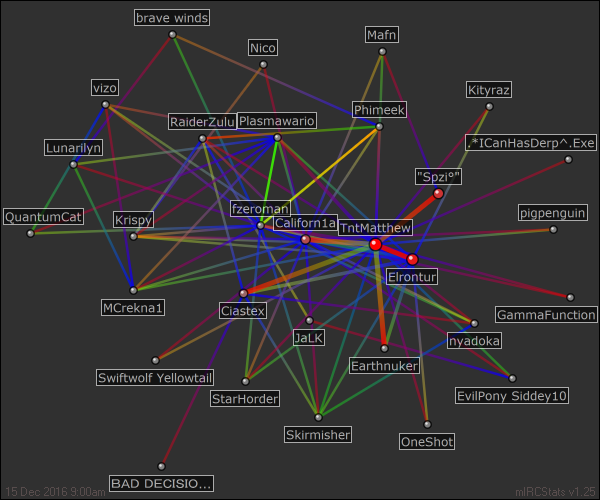 brave winds
Mafn
Nico
Kityraz
vizo
Phimeek
RaiderZulu
Plasmawario
.*ICanHasDerp^.Exe
Lunarilyn
"Spzi°"
QuantumCat
Krispy
fzeroman
Californ1a
TntMatthew
pigpenguin
Elrontur
MCrekna1
Ciastex
GammaFunction
JaLK
nyadoka
Earthnuker
Swiftwolf Yellowtail
StarHorder
EvilPony Siddey10
Skirmisher
OneShot
BAD DECISIO...
15 Dec 2016 9:00am
mIRCStats v1.25